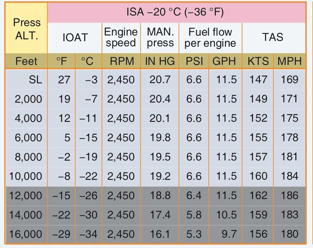 ISA –20 °C (–36 °F)
Press ALT. IOAT Engine speed MAN. press Fuel flow per engine TAS
Feet °F °C RPM IN HG PSI GPH KTS MPH
SL 27 –3 2,450 20.7 6.6 11.5 147 169
2,000 19 –7 2,450 20.4 6.6 11.5 149 171
4,000 12 –11 2,450 20.1 6.6 11.5 152 175
6,000 5 –15 2,450 19.8 6.6 11.5 155 178
8,000 –2 –19 2,450 19.5 6.6 11.5 157 181
10,000 –8 –22 2,450 19.2 6.6 11.5 160 184
12,000 –15 –26 2,450 18.8 6.4 11.5 162 186
14,000 –22 –30 2,450 17.4 5.8 10.5 159 183
16,000 –29 –34 2,450 16.1 5.3 9.7 156 180